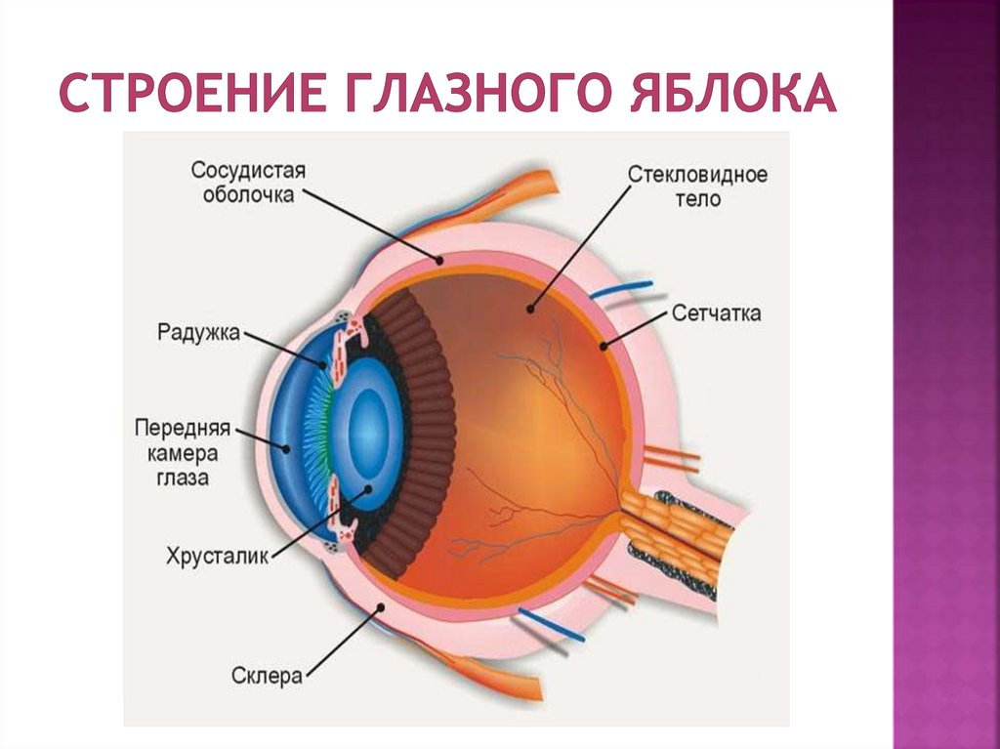 СТРОЕНИЕ ГЛАЗНОГО ЯБЛОКА
Сосудистая
оболочка
Стекловидное
тело
Сетчатка
Радужка
Передняя
камера
глаза
Хрусталик
Склера